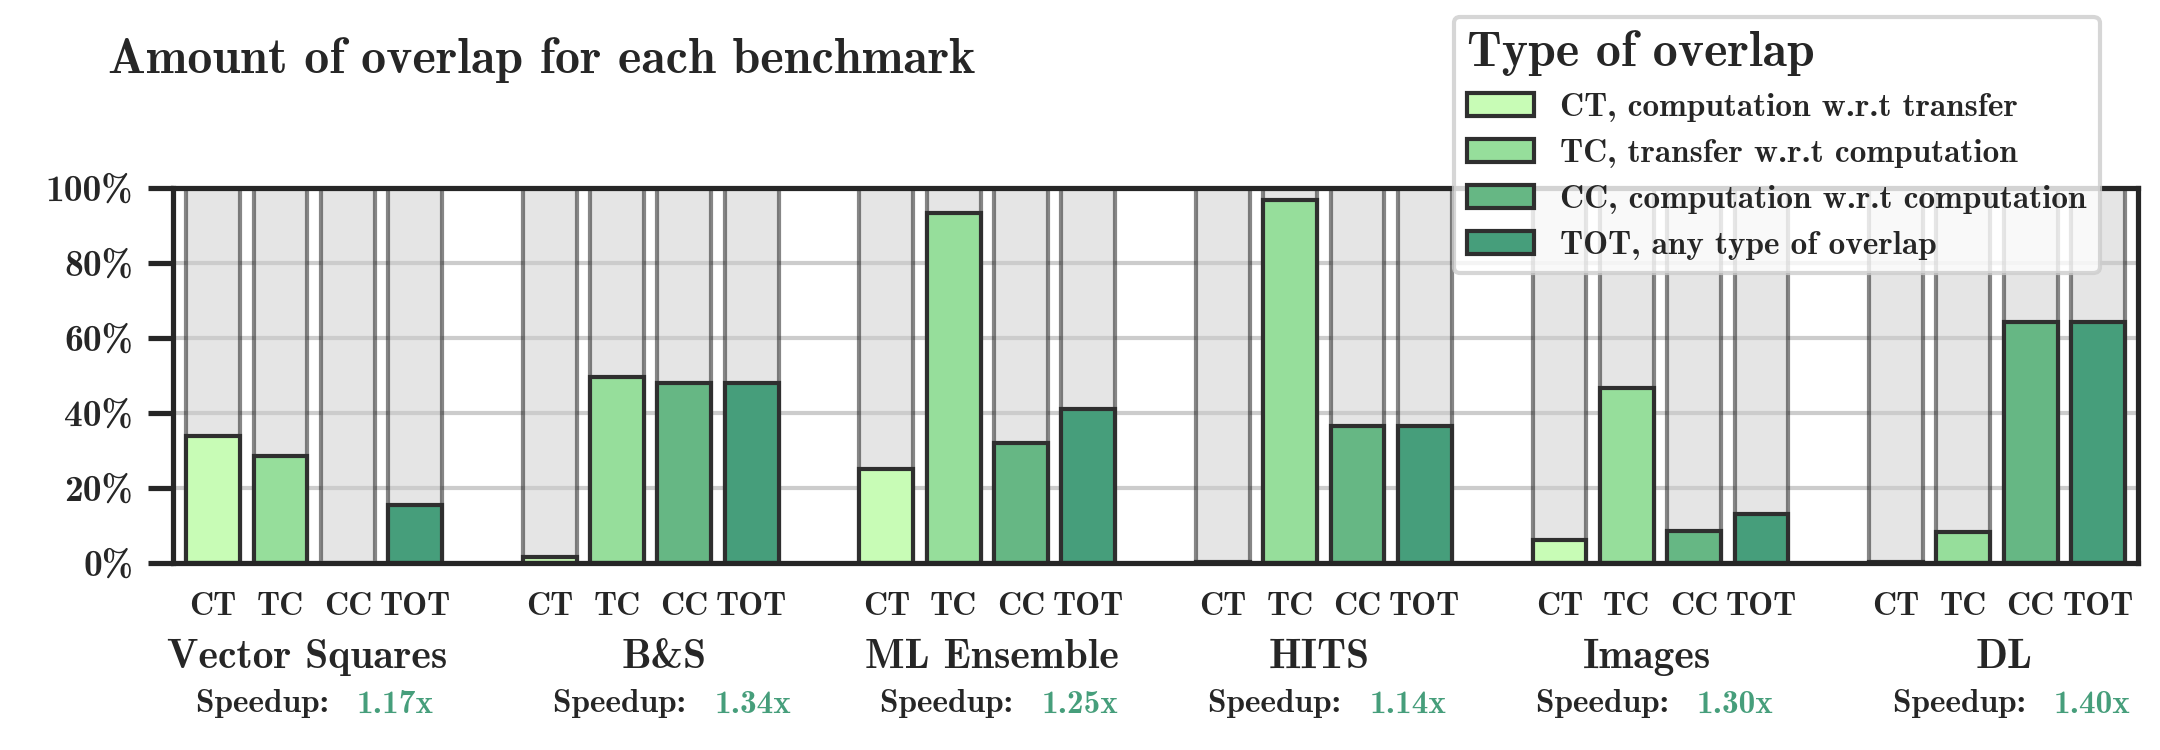 Amount of overlap for each benchmark
Type of overlap
CT, computation w.r.t transfer
TC, transfer w.r.t computation
CC, computation w.r.t computation
TOT, any type of overlap
100%
80%
60%
40%
20%
0%
CT TC CC TOT CT TC CC TOT CT TC CC TOT CT TC CC TOT CT TC CC TOT CT TC CC TOT
Vector Squares B&S ML Ensemble HITS Images DL
Speedup: 1.17x Speedup: 1.34x Speedup: 1.25x Speedup: 1.14x Speedup: 1.30x Speedup: 1.40x